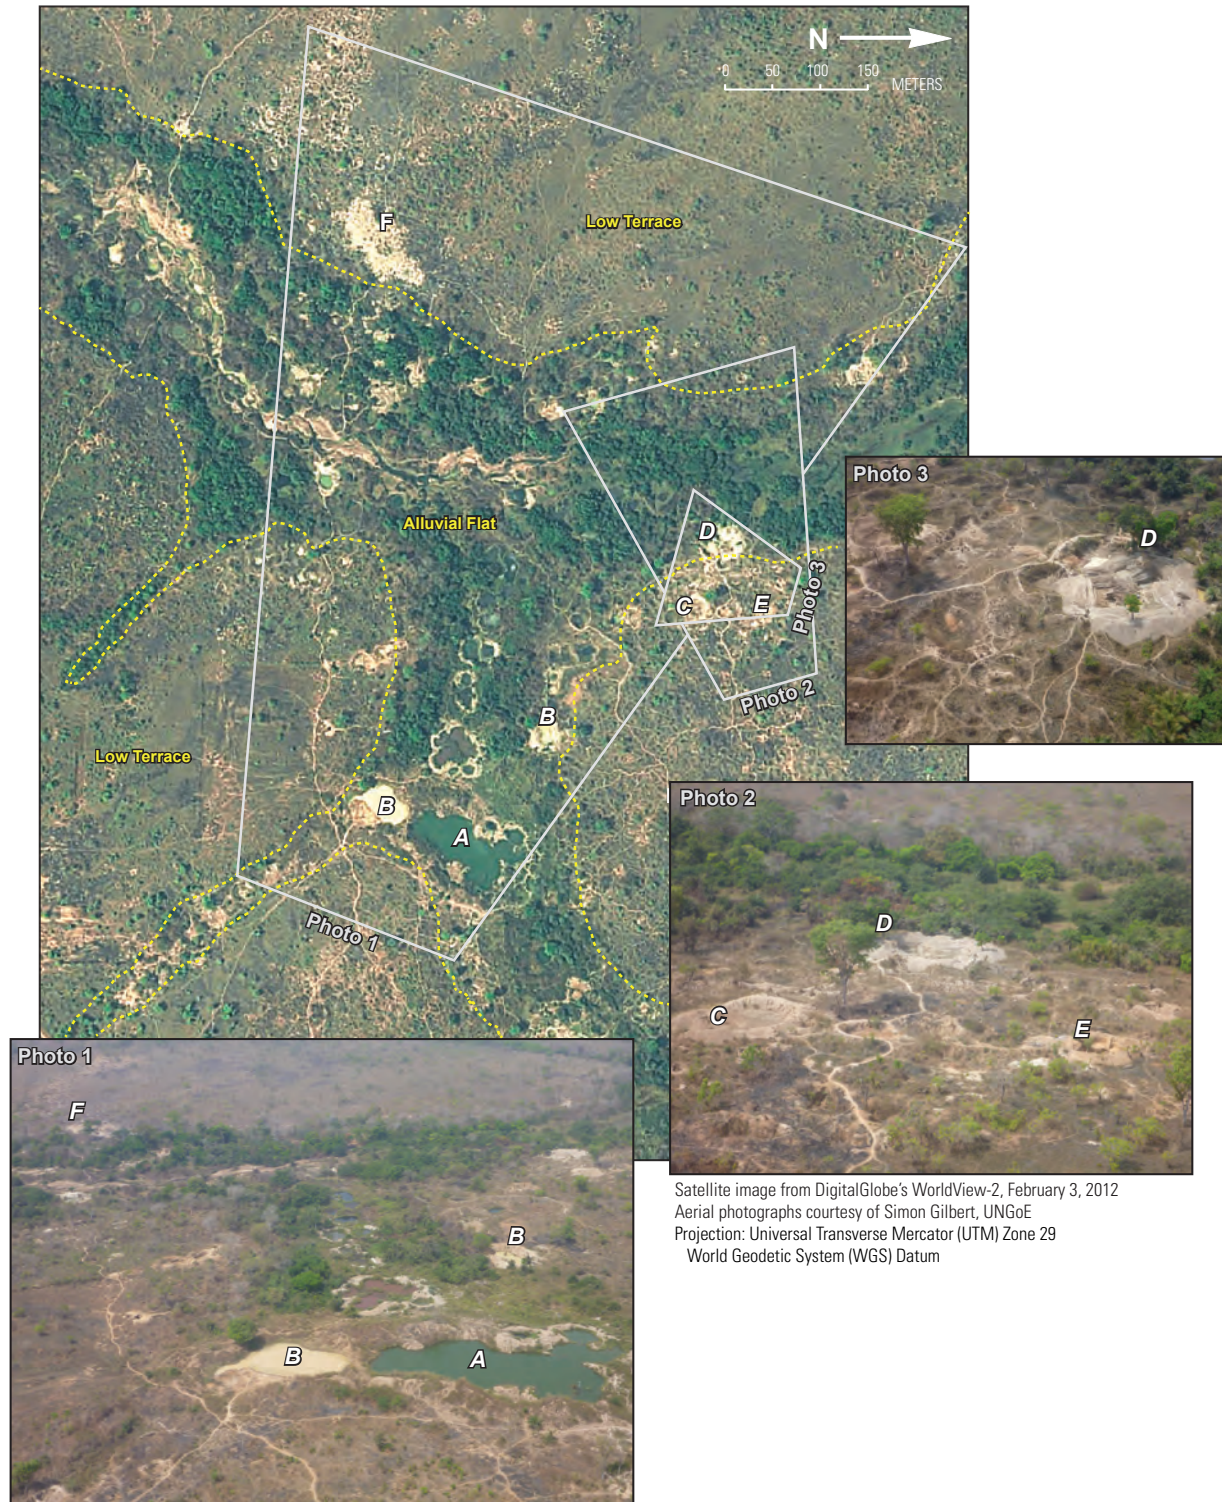 N
0 50 100 150
METERS
F
Low Terrace
Alluvial Flat
D
C
E
Photo 3
Photo 2
B
Low Terrace
B
A
Photo 1
Photo 3
D
Photo 2
D
C
E
Photo 1
F
B
B
A
Satellite image from DigitalGlobe's WorldView-2, February 3, 2012
Aerial photographs courtesy of Simon Gilbert, UNGoE
Projection: Universal Transverse Mercator (UTM) Zone 29
World Geodetic System (WGS) Datum